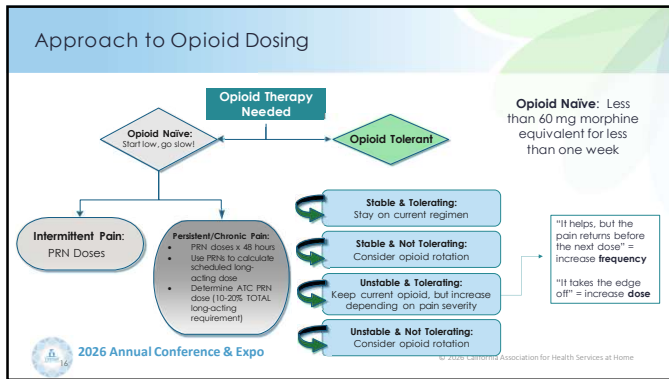 Approach to Opioid Dosing
Opioid Therapy
Needed
Opioid Naïve:
Start low, go slow!
Opioid Tolerant
Opioid Naïve: Less
than 60 mg morphine
equivalent for less
than one week
Intermittent Pain:
PRN Doses
Persistent/Chronic Pain:
• PRN doses x 48 hours
• Use PRNs to calculate
scheduled long-
acting dose
• Determine ATC PRN
dose (10-20% TOTAL
long-acting
requirement)
Stable & Tolerating:
Stay on current regimen
Stable & Not Tolerating:
Consider opioid rotation
Unstable & Tolerating:
Keep current opioid, but increase
depending on pain severity
Unstable & Not Tolerating:
Consider opioid rotation
"It helps, but the
pain returns before
the next dose" =
increase frequency
"It takes the edge
off" = increase dose
16
2026 Annual Conference & Expo
© 2026 California Association for Health Services at Home